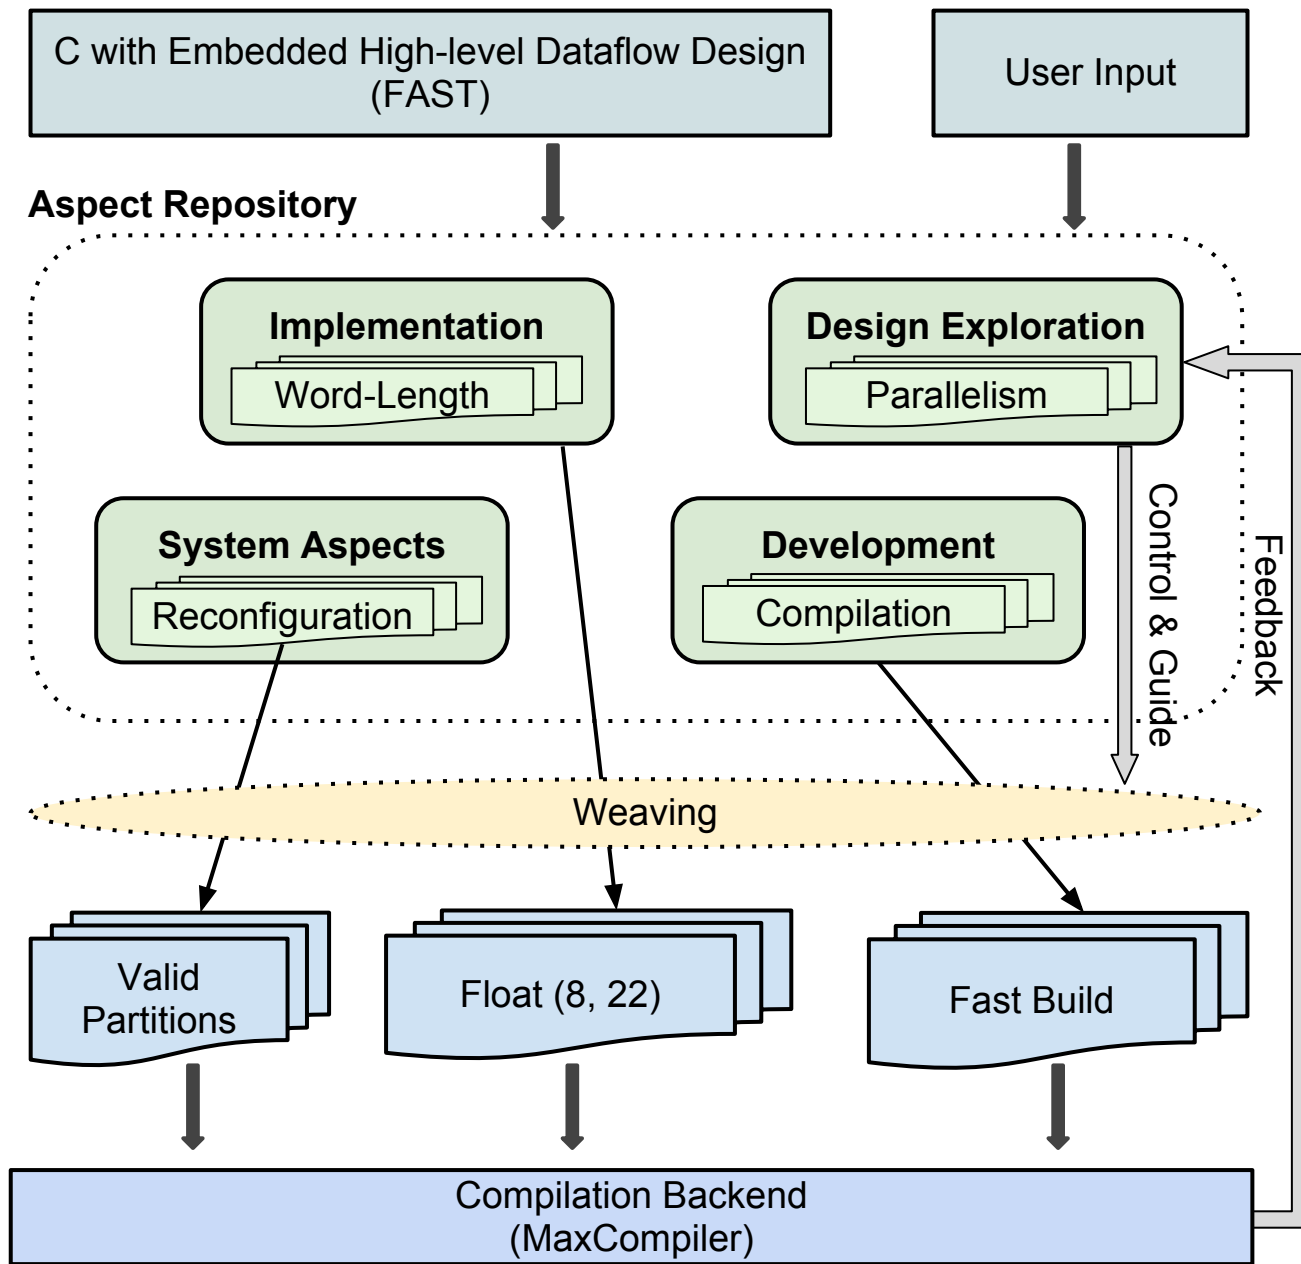 C with Embedded High-level Dataflow Design
(FAST)
User Input
Aspect Repository
Implementation
Word-Length
Design Exploration
Parallelism
System Aspects
Reconfiguration
Development
Compilation
Control & Guide
Feedback
Weaving
Valid
Partitions
Float (8, 22)
Fast Build
Compilation Backend
(MaxCompiler)